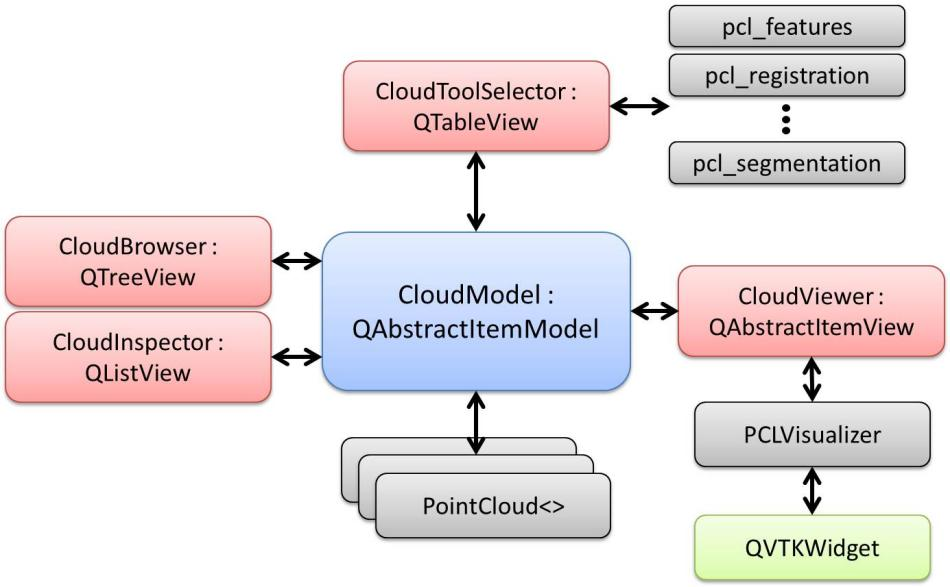 pcl_features
pcl_registration
pcl_segmentation
CloudToolSelector :
QTableView
CloudBrowser :
QTreeView
CloudInspector :
QListView
CloudModel :
QAbstractItemModel
CloudViewer :
QAbstractItemView
PCLVisualizer
PointCloud<>
QVTKWidget